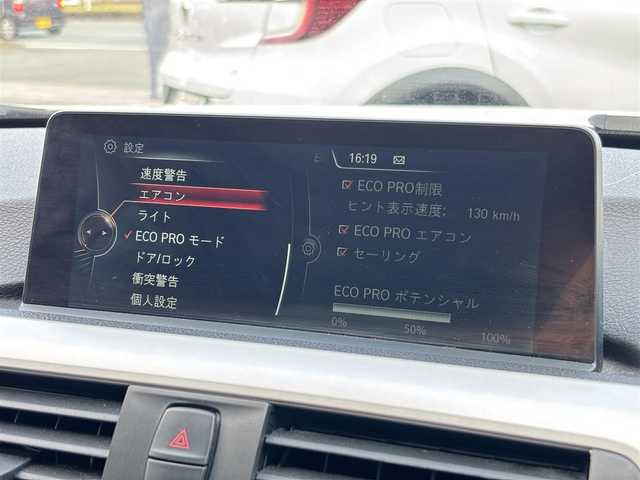 設定
速度警告
エアコン
ライト
ECO PRO モード
ドア/ロック
衝突警告
個人設定
16:19
ECO PRO制限
ヒント表示速度: 130 km/h
ECO PRO エアコン
セーリング
ECO PRO ポテンシャル
0% 50% 100%